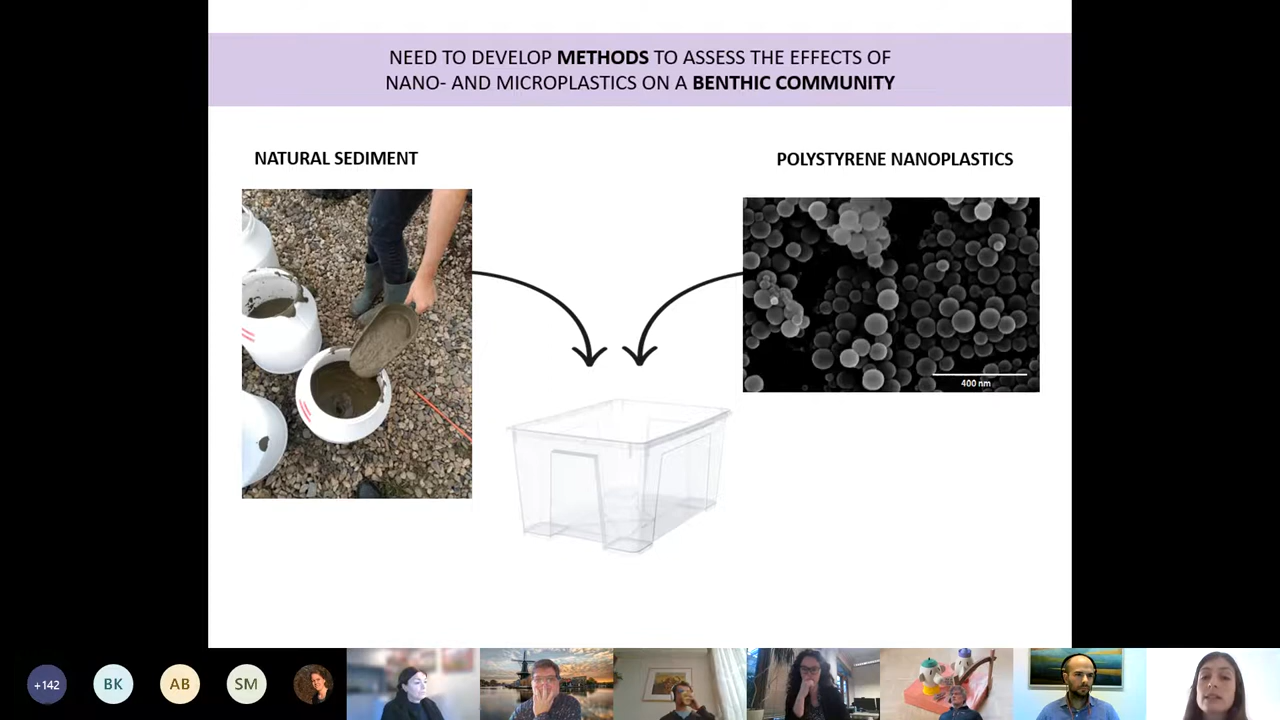 NEED TO DEVELOP METHODS TO ASSESS THE EFFECTS OF
NANO- AND MICROPLASTICS ON A BENTHIC COMMUNITY
NATURAL SEDIMENT
POLYSTYRENE NANOPLASTICS
400 nm
+142
BK
AB
SM